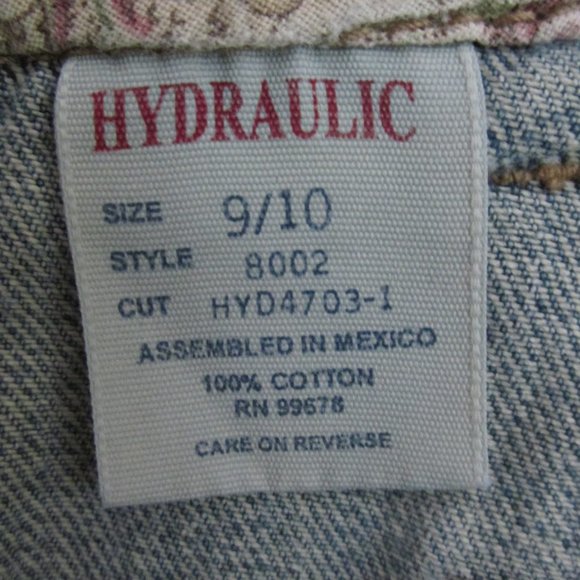 HYDRAULIC
SIZE 9/10
STYLE 8002
CUT HYD4703-1
ASSEMBLED IN MEXICO
100% COTTON
RN 99678
CARE ON REVERSE